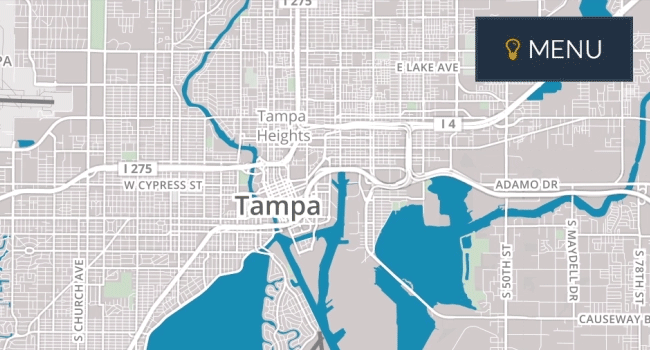 I 275
PA
MENU
E LAKE AVE
Tampa
Heights
I 4
I 275
W CYPRESS ST
ADAMO DR
Tampa
S CHURCH AVE
S 50TH ST
S MAYDELL DR
S 78TH ST
CAUSEWAY B